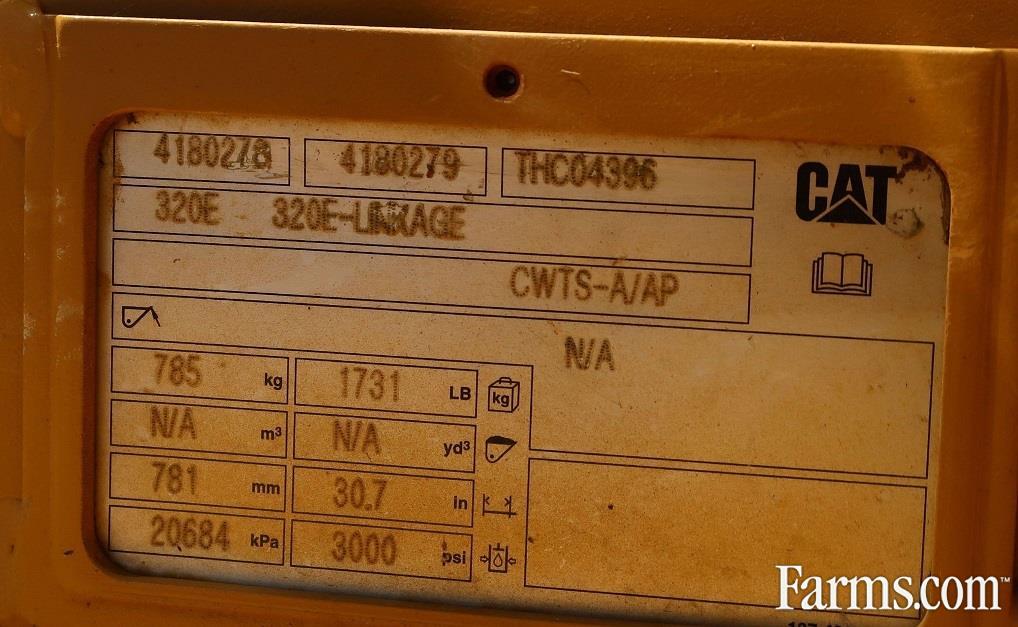 4180278 4180279 THC04396
CAT
320E 320E-LINKAGE
CWTS-A/AP
N/A
785 kg 1731 LB kg
N/A m³ N/A yd³
781 mm 30.7 in
20684 kPa 3000 psi
Farms.com™